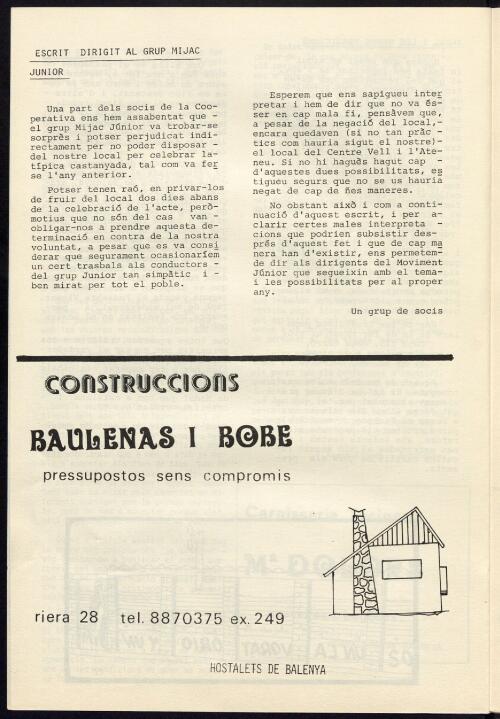 ESCRIT DIRIGIT AL GRUP MIJAC
JUNIOR
Una part dels socis de la Coo-
perativa ens hem assabentat que -
el grup Mijac Júnior va trobar-se
sorprès i potser perjudicat indi-
rectament per no poder disposar -
del nostre local per celebrar la-
típica castanyada, tal com va fer
se l'any anterior.
Potser tenen raó, en privar-los
de fruir del local dos dies abans
de la celebració de l'acte, però-
motius que no són del cas van -
obligar-nos a prendre aquesta de-
terminació en contra de la nostra
voluntat, a pesar que es va consi
derar que segurament ocasionaríem
un cert trasbals als conductors -
del grup Junior tan simpàtic i -
ben mirat per tot el poble.
Esperem que ens sapigueu inter
pretar i hem de dir que no va és-
ser en cap mala fi, pensàvem que,
a pesar de la negació del local,-
encara quedaven (si no tan pràc -
tics com hauria sigut el nostre)-
el local del Centre Vell i l'Ate-
neu. Si no hi hagués hagut cap -
d'aquestes dues possibilitats, es
tigueu segurs que no se us hauria
negat de cap de ñes maneres.
No obstant això i com a conti-
nuació d'aquest escrit, i per a-
clarir certes males interpreta -
cions que podrien subsistir des-
prés d'aquest fet i que de cap ma
nera han d'existir, ens permetem-
de dir als dirigents del Moviment
Júnior que segueixin amb el tema-
i les possibilitats per al proper
any.
Un grup de socis
CONSTRUCCIONS
BAULENAS I BOBE
pressupostos sens compromis
riera 28 tel. 8870375 ex. 249
HOSTALETS DE BALENYA